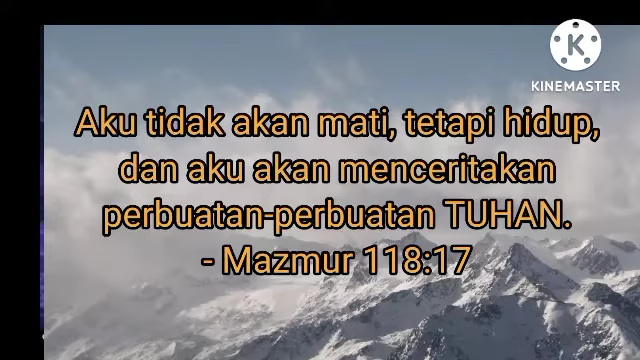 KINEMASTER
Aku tidak akan mati, tetapi hidup,
dan aku akan menceritakan
perbuatan-perbuatan TUHAN.
- Mazmur 118:17